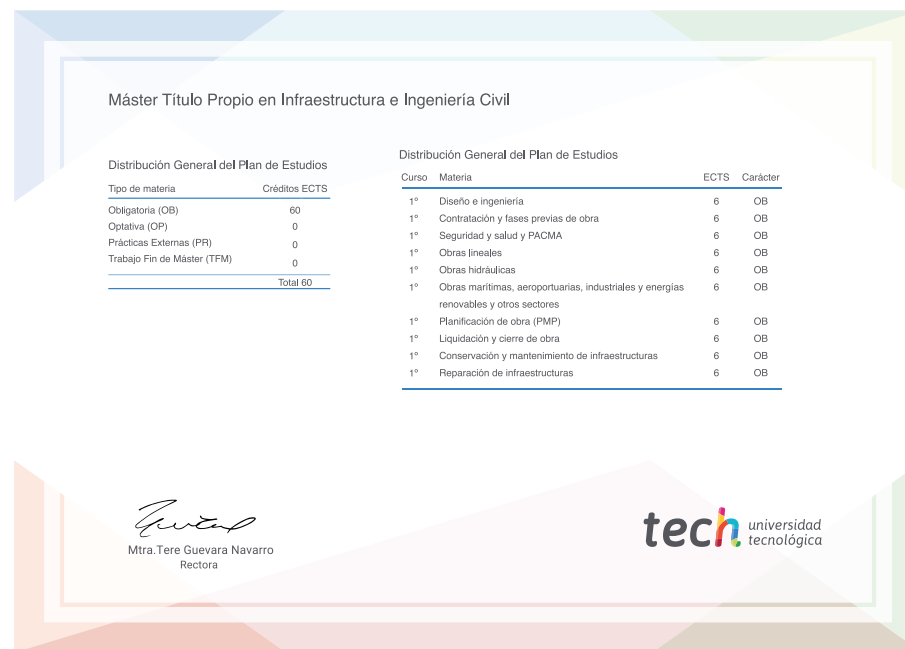 Máster Título Propio en Infraestructura e Ingeniería Civil
Distribución General del Plan de Estudios
Tipo de materia Créditos ECTS
Obligatoria (OB) 60
Optativa (OP) 0
Prácticas Externas (PR) 0
Trabajo Fin de Máster (TFM) 0
Total 60
Distribución General del Plan de Estudios
Curso Materia ECTS Carácter
1º Diseño e ingeniería 6 OB
1º Contratación y fases previas de obra 6 OB
1º Seguridad y salud y PACMA 6 OB
1º Obras lineales 6 OB
1º Obras hidráulicas 6 OB
1º Obras marítimas, aeroportuarias, industriales y energías 6 OB
renovables y otros sectores
1º Planificación de obra (PMP) 6 OB
1º Liquidación y cierre de obra 6 OB
1º Conservación y mantenimiento de infraestructuras 6 OB
1º Reparación de infraestructuras 6 OB
Mtra.Tere Guevara Navarro
Rectora
tech universidad
tecnológica